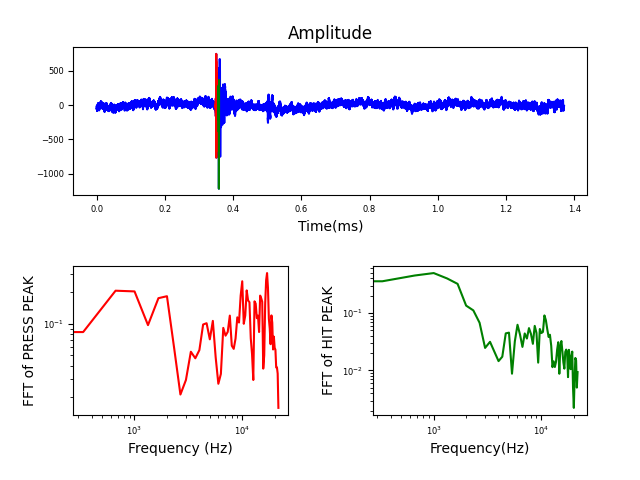 Amplitude
500
0
−500
−1000
0.0 0.2 0.4 0.6 0.8 1.0 1.2 1.4
Time(ms)
FFT of PRESS PEAK
10⁻¹
10³ 10⁴
Frequency (Hz)
FFT of HIT PEAK
10⁻¹
10⁻²
10³ 10⁴
Frequency(Hz)